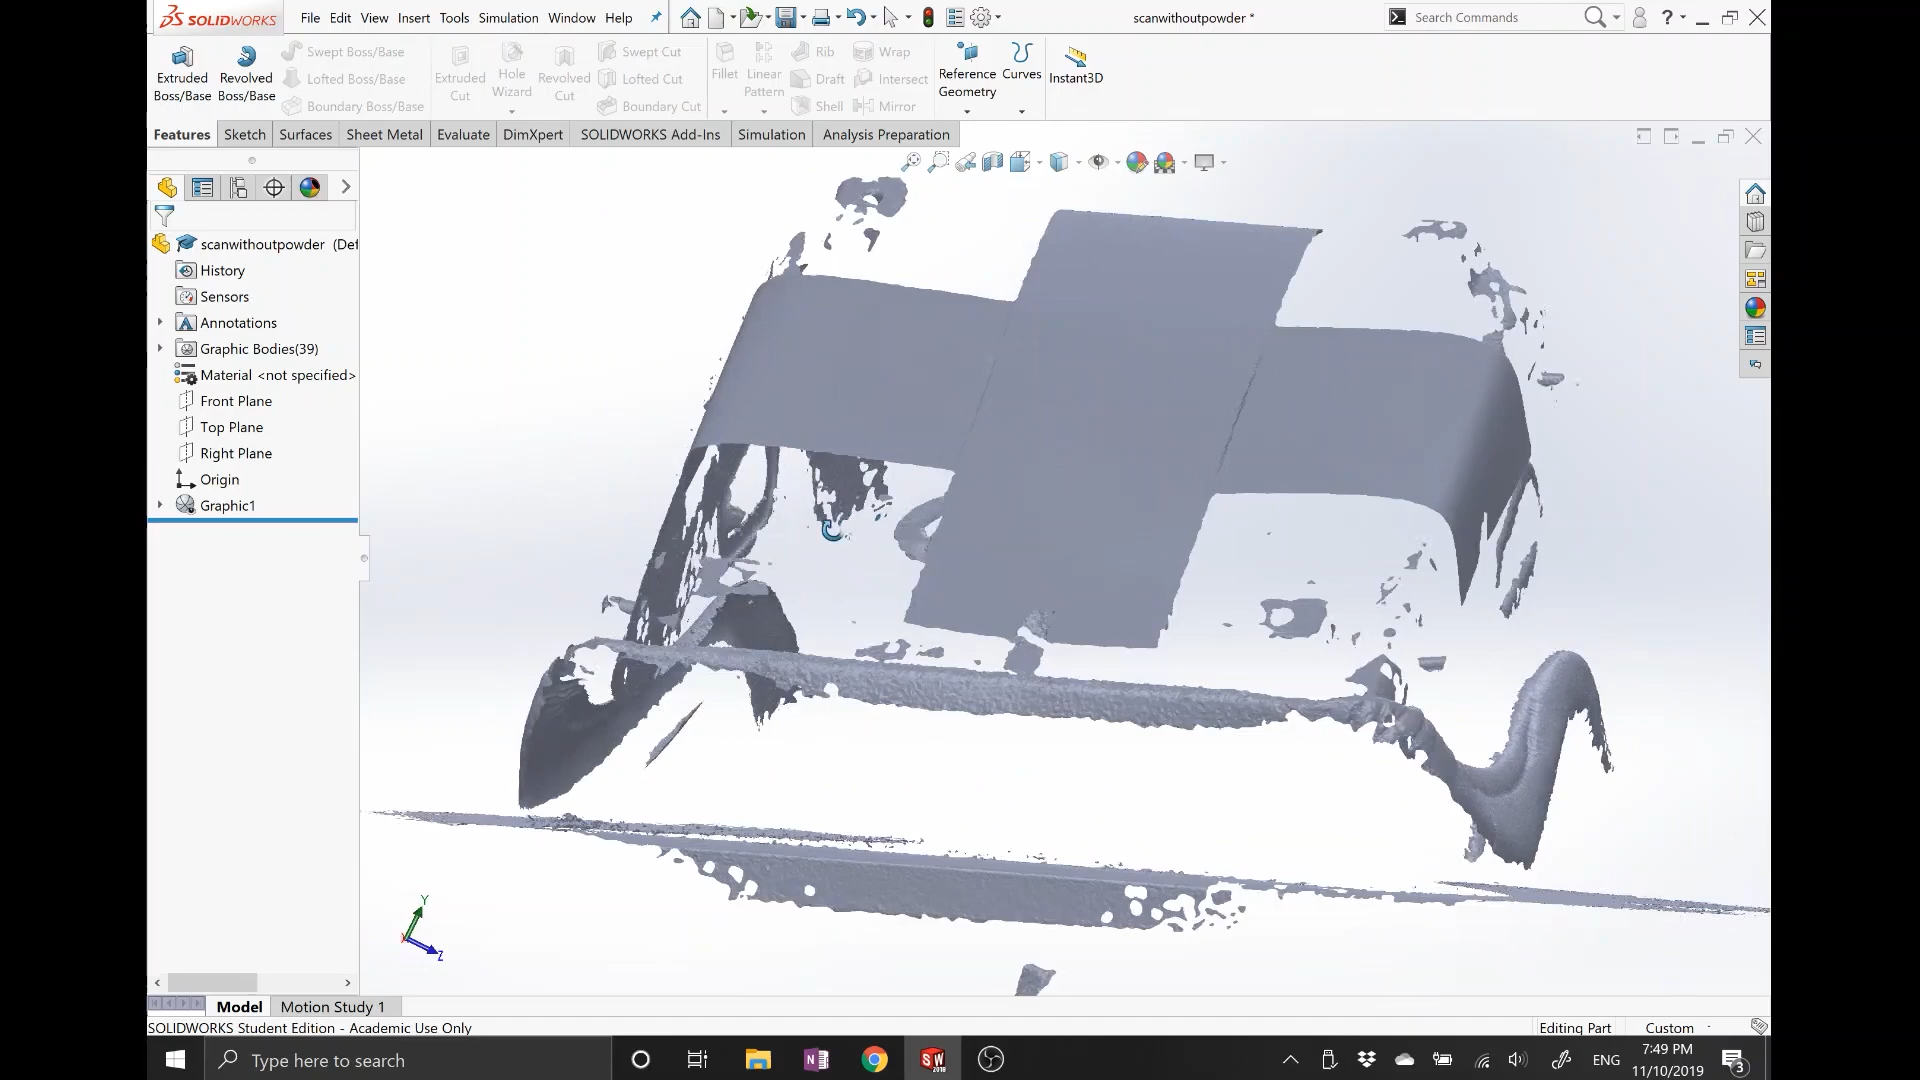 SOLIDWORKS File Edit View Insert Tools Simulation Window Help scanwithoutpowder * Search Commands ?
Extruded Boss/Base
Revolved Boss/Base
Swept Boss/Base
Lofted Boss/Base
Boundary Boss/Base
Extruded Cut
Hole Wizard
Revolved Cut
Swept Cut
Lofted Cut
Boundary Cut
Fillet
Linear Pattern
Rib
Draft
Shell
Wrap
Intersect
Mirror
Reference Geometry
Curves
Instant3D
Features Sketch Surfaces Sheet Metal Evaluate DimXpert SOLIDWORKS Add-Ins Simulation Analysis Preparation
scanwithoutpowder (Def
History
Sensors
Annotations
Graphic Bodies(39)
Material <not specified>
Front Plane
Top Plane
Right Plane
Origin
Graphic1
Y
Z
Model Motion Study 1
SOLIDWORKS Student Edition - Academic Use Only Editing Part Custom
Type here to search
SW
2018
ENG
7:49 PM
11/10/2019
3